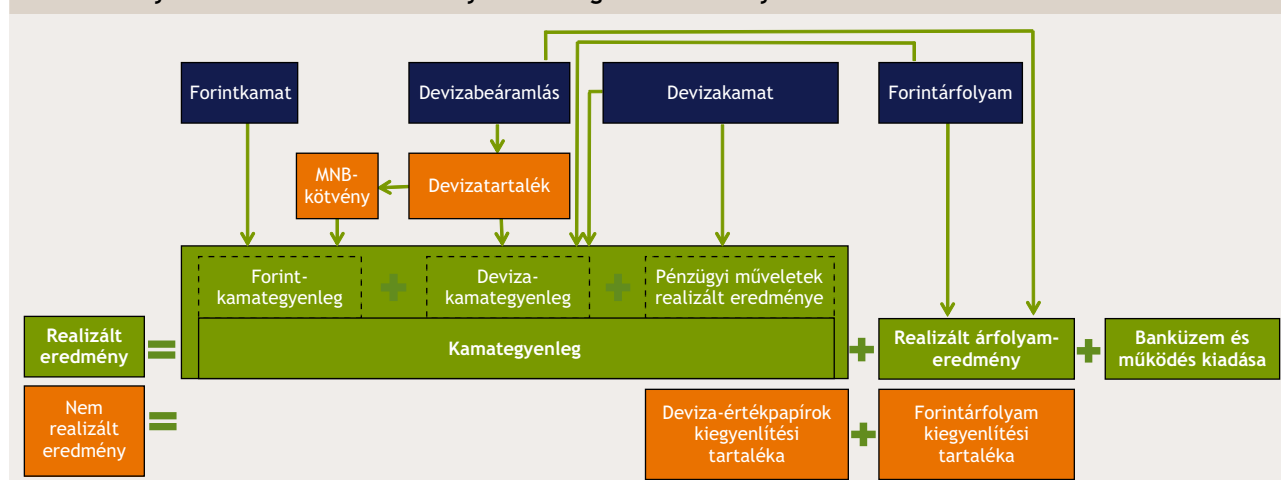 Forintkamat
Devizabeáramlás
Devizakamat
Forintárfolyam
MNB-
kötvény
Devizatartalék
Forint-
kamategyenleg
+
Deviza-
kamategyenleg
+
Pénzügyi műveletek
realizált eredménye
Realizált
eredmény
=
Kamategyenleg
+
Realizált árfolyam-
eredmény
+
Banküzem és
működés kiadása
Nem
realizált
eredmény
=
Deviza-értékpapírok
kiegyenlítési
tartaléka
+
Forintárfolyam
kiegyenlítési
tartaléka